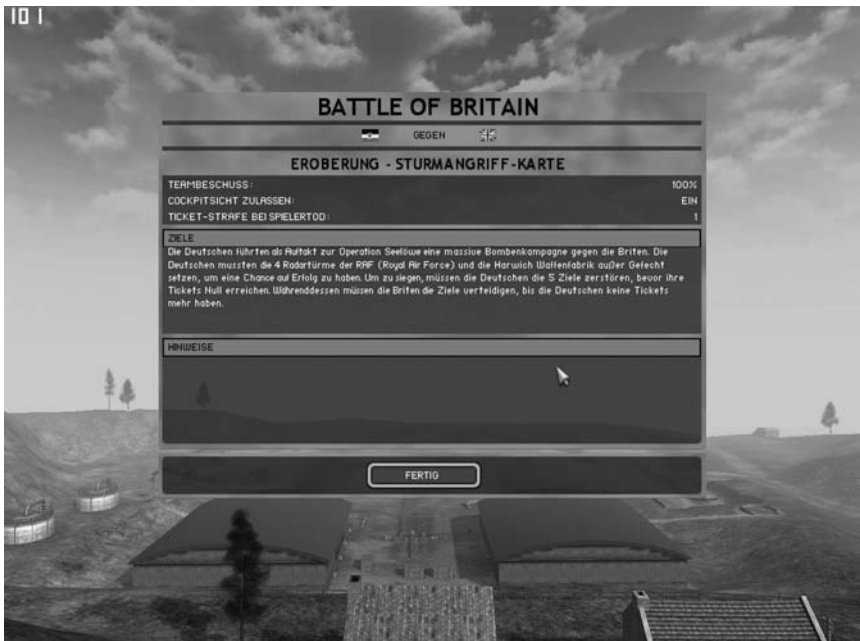 101
BATTLE OF BRITAIN
GEGEN
EROBERUNG - STURMANGRIFF-KARTE
TEAMBESCHUSS: 100%
COCKPITSICHT ZULASSEN: EIN
TICKET-STRAFE BEI SPIELERTOD: 1
ZIELE
Die Deutschen führten als Auftakt zur Operation Seelöwe eine massive Bombenkampagne gegen die Briten. Die
Deutschen mussten die 4 Radartürme der RAF (Royal Air Force) und die Harwich Waffenfabrik außer Gefecht
setzen, um eine Chance auf Erfolg zu haben. Um zu siegen, müssen die Deutschen die 5 Ziele zerstören, bevor ihre
Tickets Null erreichen. Währenddessen müssen die Briten die Ziele verteidigen, bis die Deutschen keine Tickets
mehr haben.
HINWEISE
FERTIG